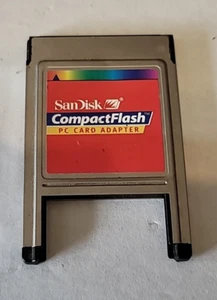 SanDisk
CompactFlash
PC CARD ADAPTER